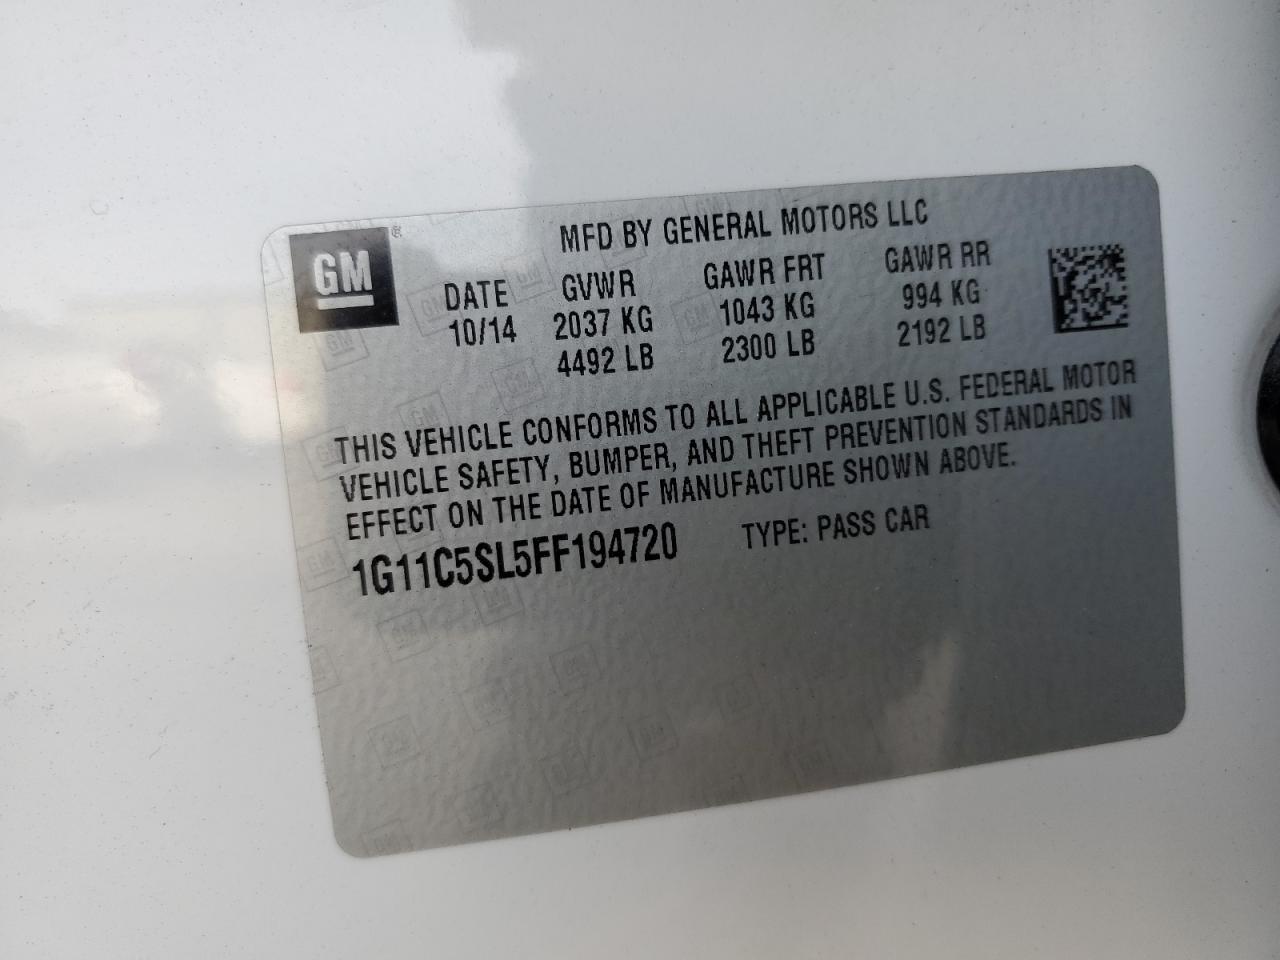 GM
MFD BY GENERAL MOTORS LLC
DATE GVWR GAWR FRT GAWR RR
10/14 2037 KG 1043 KG 994 KG
4492 LB 2300 LB 2192 LB
THIS VEHICLE CONFORMS TO ALL APPLICABLE U.S. FEDERAL MOTOR
VEHICLE SAFETY, BUMPER, AND THEFT PREVENTION STANDARDS IN
EFFECT ON THE DATE OF MANUFACTURE SHOWN ABOVE.
1G11C5SL5FF194720 TYPE: PASS CAR